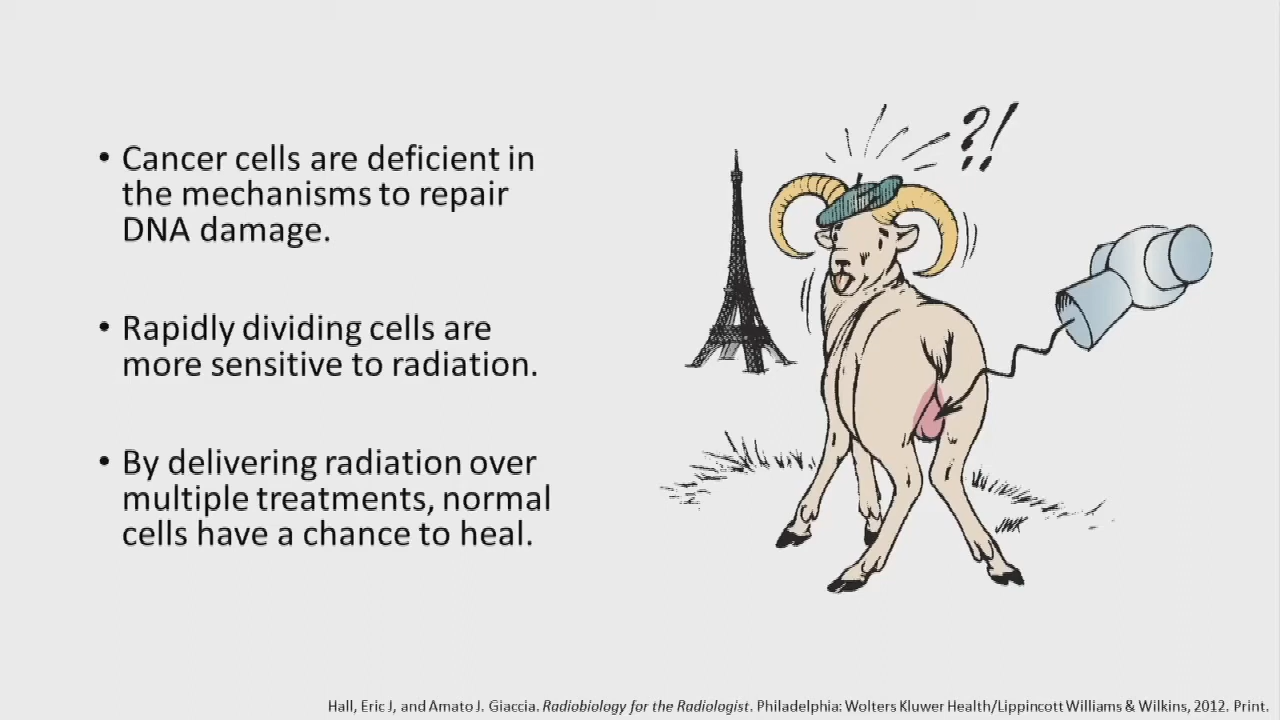 • Cancer cells are deficient in
the mechanisms to repair
DNA damage.
• Rapidly dividing cells are
more sensitive to radiation.
• By delivering radiation over
multiple treatments, normal
cells have a chance to heal.
?!
JWK
Hall, Eric J, and Amato J. Giaccia. Radiobiology for the Radiologist. Philadelphia: Wolters Kluwer Health/Lippincott Williams & Wilkins, 2012. Print.